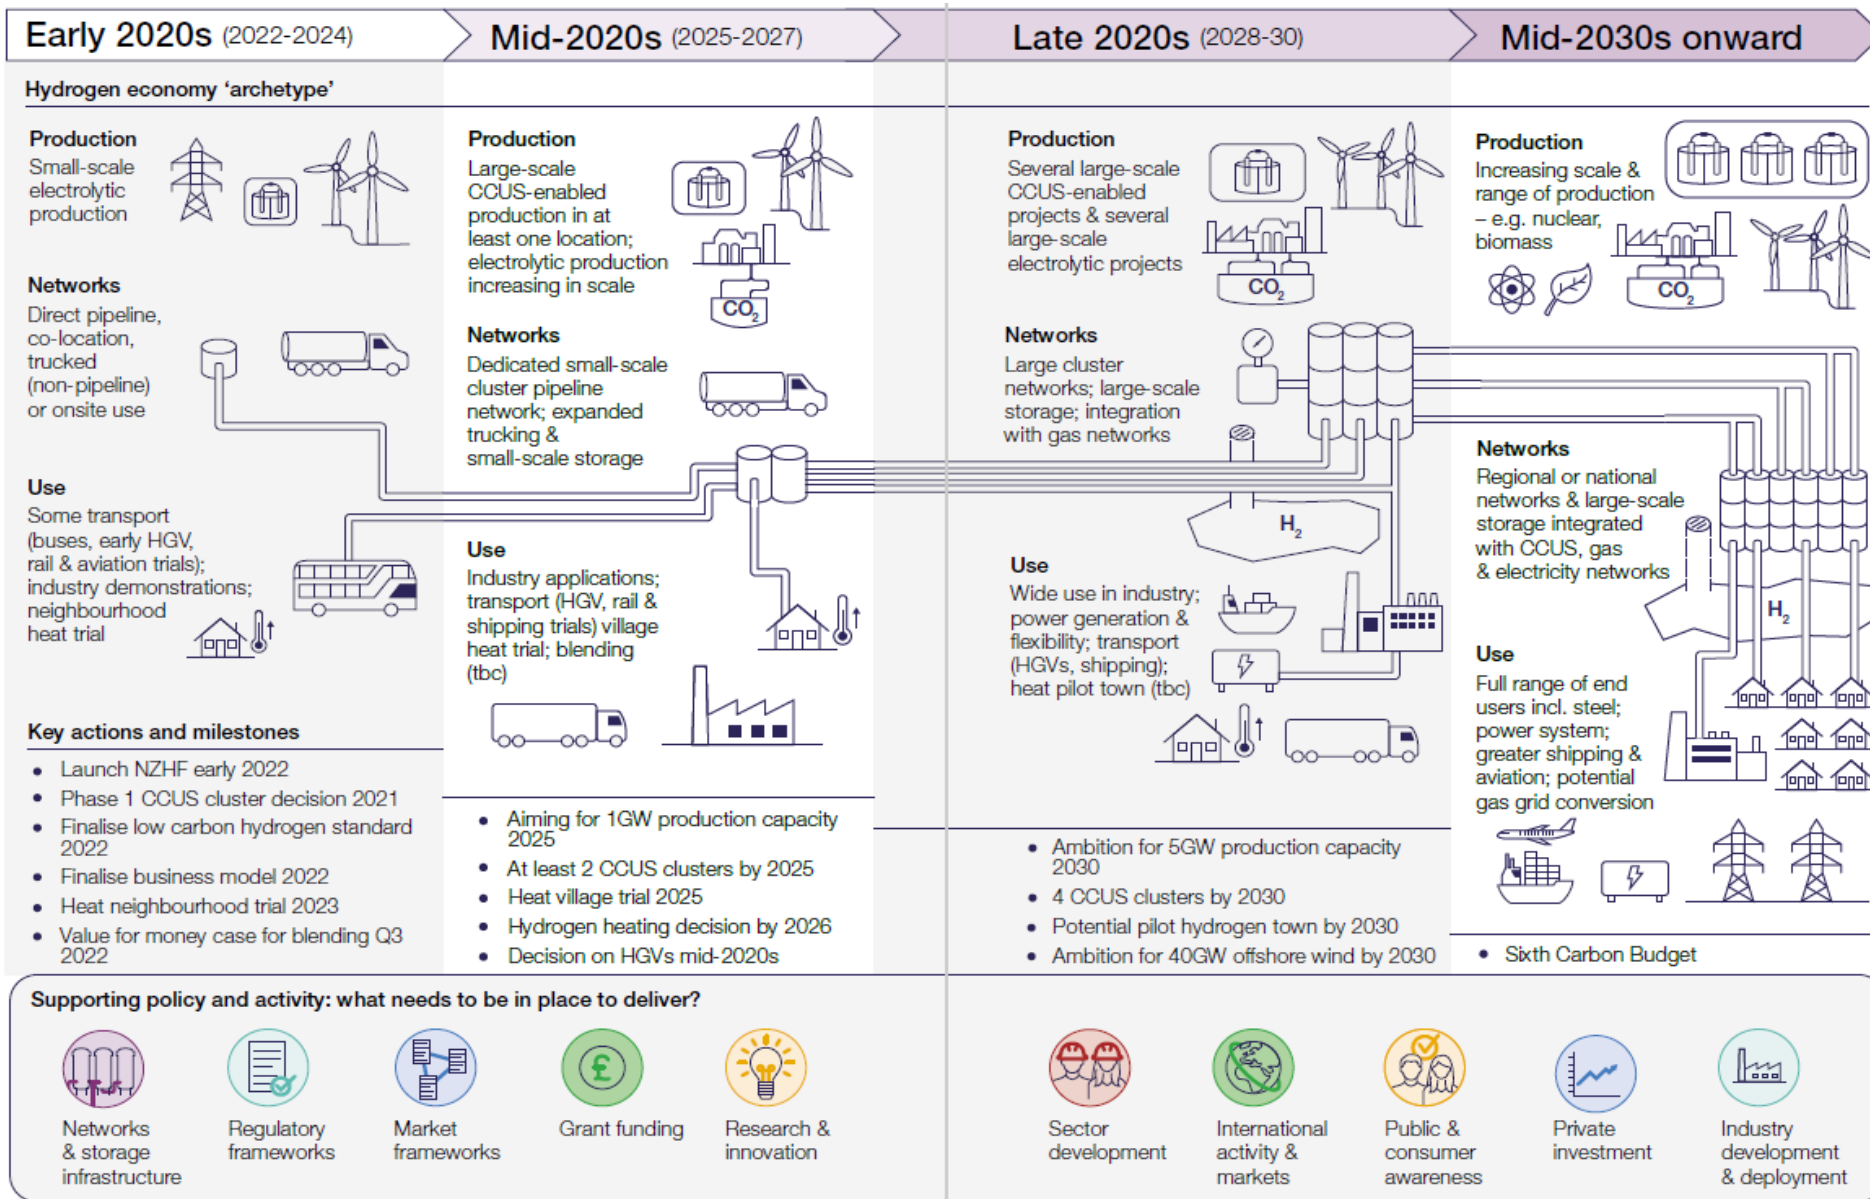 Early 2020s (2022-2024)
Mid-2020s (2025-2027)
Late 2020s (2028-30)
Mid-2030s onward
Hydrogen economy ‘archetype’
Production
Small-scale
electrolytic
production
Networks
Direct pipeline,
co-location,
trucked
(non-pipeline)
or onsite use
Use
Some transport
(buses, early HGV,
rail & aviation trials);
industry demonstrations;
neighbourhood
heat trial
Key actions and milestones
• Launch NZHF early 2022
• Phase 1 CCUS cluster decision 2021
• Finalise low carbon hydrogen standard
2022
• Finalise business model 2022
• Heat neighbourhood trial 2023
• Value for money case for blending Q3
2022
Production
Large-scale
CCUS-enabled
production in at
least one location;
electrolytic production
increasing in scale
CO2
Networks
Dedicated small-scale
cluster pipeline
network; expanded
trucking &
small-scale storage
Use
Industry applications;
transport (HGV, rail &
shipping trials) village
heat trial; blending
(tbc)
• Aiming for 1GW production capacity
2025
• At least 2 CCUS clusters by 2025
• Heat village trial 2025
• Hydrogen heating decision by 2026
• Decision on HGVs mid-2020s
Production
Several large-scale
CCUS-enabled
projects & several
large-scale
electrolytic projects
CO2
Networks
Large cluster
networks; large-scale
storage; integration
with gas networks
H2
Use
Wide use in industry;
power generation &
flexibility; transport
(HGVs, shipping);
heat pilot town (tbc)
• Ambition for 5GW production capacity
2030
• 4 CCUS clusters by 2030
• Potential pilot hydrogen town by 2030
• Ambition for 40GW offshore wind by 2030
Production
Increasing scale &
range of production
– e.g. nuclear,
biomass
CO2
Networks
Regional or national
networks & large-scale
storage integrated
with CCUS, gas
& electricity networks
H2
Use
Full range of end
users incl. steel;
power system;
greater shipping &
aviation; potential
gas grid conversion
• Sixth Carbon Budget
Supporting policy and activity: what needs to be in place to deliver?
£
Networks
& storage
infrastructure
Regulatory
frameworks
Market
frameworks
Grant funding
Research &
innovation
Sector
development
International
activity &
markets
Public &
consumer
awareness
Private
investment
Industry
development
& deployment